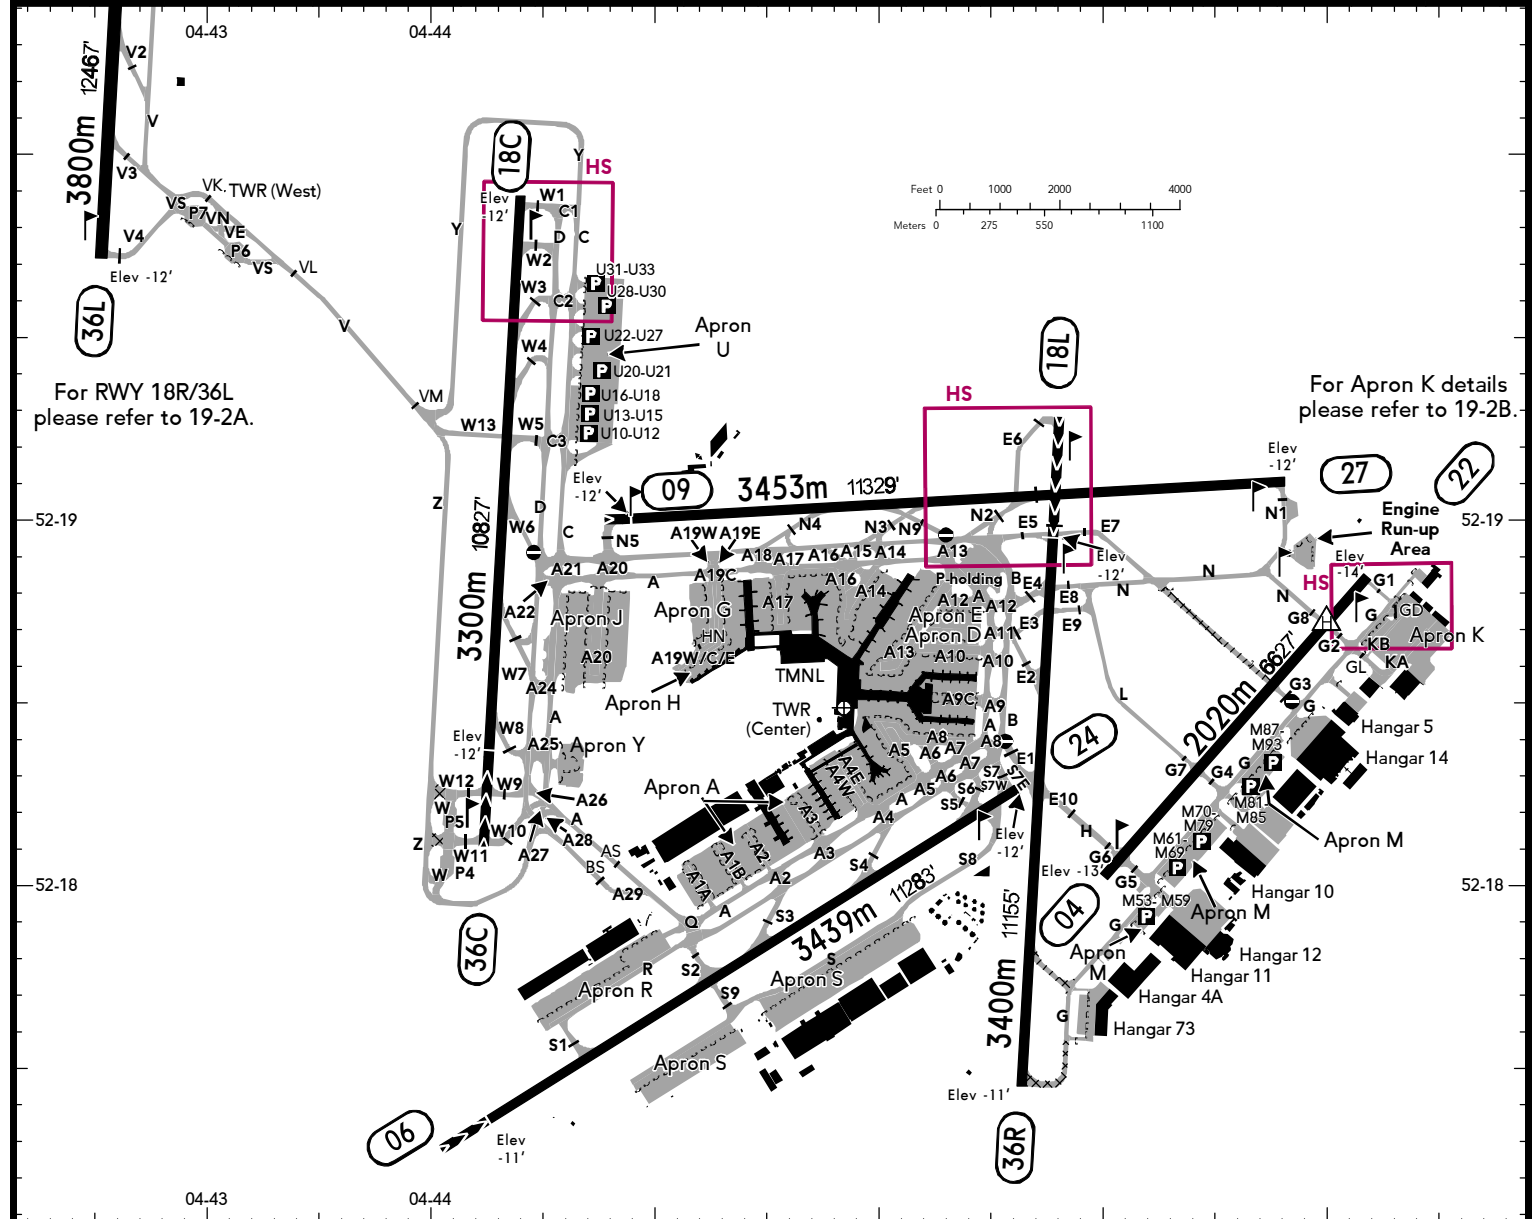 04-43
04-44
12467'
3800m
V2
V
V3
VK
TWR (West)
VS
P7
VN
VE
P6
VS
VL
V4
Elev -12'
36L
V
For RWY 18R/36L
please refer to 19-2A.
VM
Y
18C
Y
HS
Elev
-12'
W1
C1
D
C
W2
W3
C2
W4
U31-U33
U28-U30
U22-U27
U20-U21
U16-U18
U13-U15
U10-U12
P
P
P
P
P
P
P
Apron
U
W13
W5
C3
Z
D
C
W6
10827'
3300m
Feet 0
1000
2000
4000
Meters 0
275
550
1100
18L
HS
E6
For Apron K details
please refer to 19-2B.
Elev
-12'
27
22
Elev
-12'
09
3453m
11329'
N5
N4
N3
N9
N2
E5
E7
N1
Engine
Run-up
Area
52-19
52-19
A19W
A19E
A18
A17
A16
A15
A14
A13
A21
A20
A
A19C
A22
P-holding
B
E4
Elev
-12'
E8
N
N
N
HS
Elev
-14'
G1
G
GD
G8
H
G2
KB
KA
Apron K
GL
Apron J
A20
Apron G
HN
A17
A16
A14
A19W/C/E
Apron H
A12
A
A12
Apron E
Apron D
A11
A13
A10
A10
E3
E9
E2
TMNL
A9C
A9
A
B
A8
A8
A7
A6
A5
TWR
(Center)
W7
A24
A
W8
A25
Apron Y
Elev
-12'
W12
W9
W
P5
W10
W11
P4
W
Z
A26
A
A28
A27
AS
BS
A29
Apron A
A4E
A4W
A3
A2
A1B
A1A
A7
A6
A5
A
A4
A3
A2
A
Q
S7
S7E
S7W
S6
S5
S4
S3
S2
S9
S1
S8
E1
E10
Elev
-12'
24
L
H
G7
G4
G3
G
G
6627'
2020m
M87-
M93
P
P
M81-
M85
M70-
M79
P
M61-
M69
P
M53- M59
P
G6
G5
G
Elev -13'
04
Hangar 5
Hangar 14
Apron M
Hangar 10
Apron M
Hangar 12
Hangar 11
Apron
M
Hangar 4A
Hangar 73
G
52-18
52-18
36C
R
Apron R
3439m
11283'
S
Apron S
Apron S
11155'
3400m
Elev -11'
36R
06
Elev
-11'
04-43
04-44